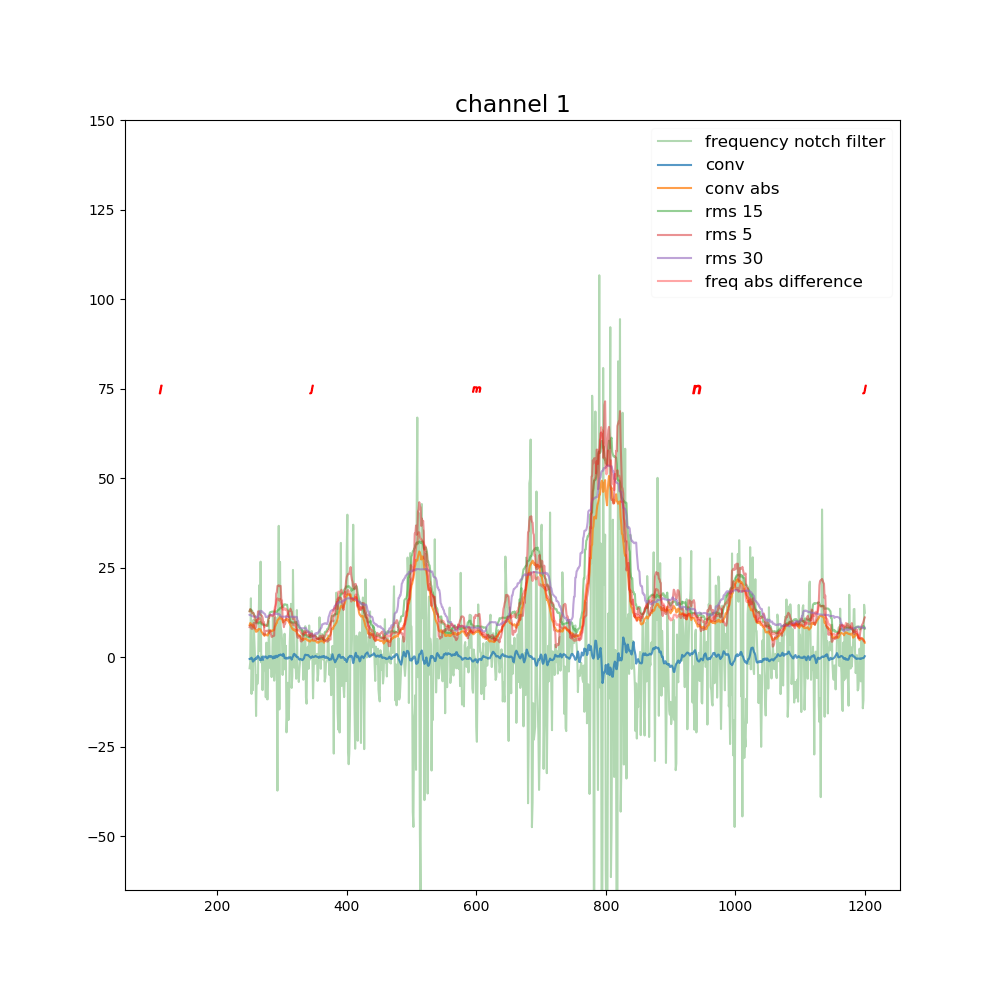 channel 1
150
125
100
75
50
25
0
−25
−50
frequency notch filter
conv
conv abs
rms 15
rms 5
rms 30
freq abs difference
I J m n J
200 400 600 800 1000 1200